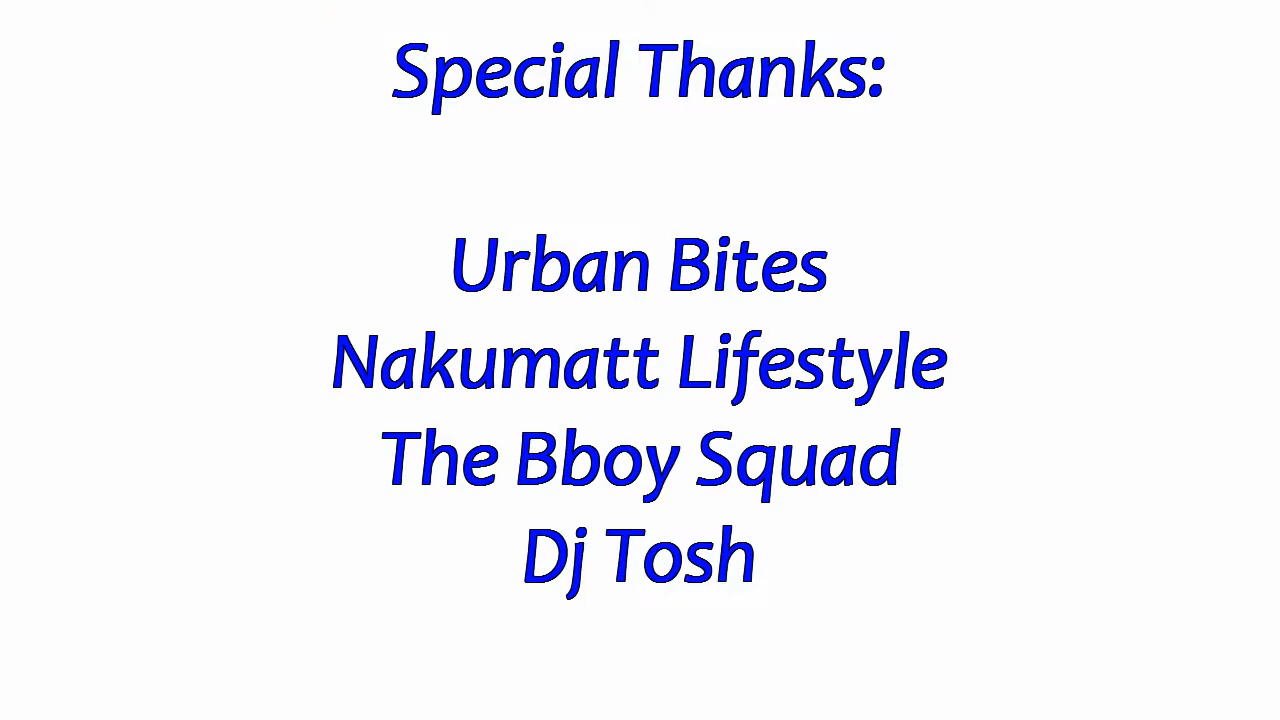 Special Thanks:
Urban Bites
Nakumatt Lifestyle
The Bboy Squad
Dj Tosh